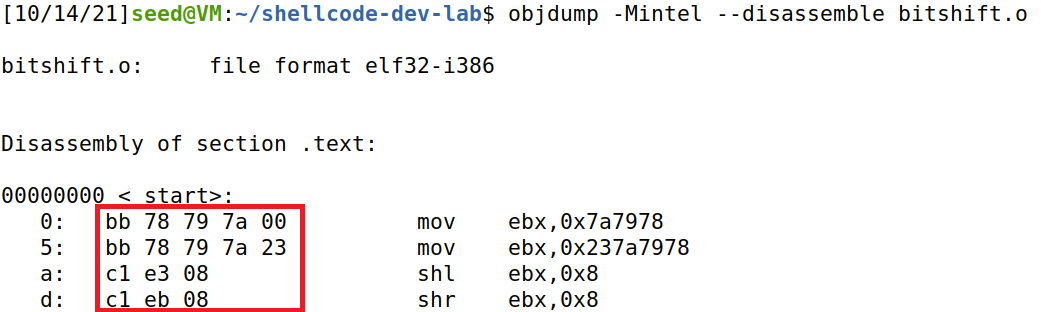 [10/14/21]seed@VM:~/shellcode-dev-lab$ objdump -Mintel --disassemble bitshift.o
bitshift.o:     file format elf32-i386
Disassembly of section .text:
00000000 < start>:
   0:   bb 78 79 7a 00          mov    ebx,0x7a7978
   5:   bb 78 79 7a 23          mov    ebx,0x237a7978
   a:   c1 e3 08                shl    ebx,0x8
   d:   c1 eb 08                shr    ebx,0x8